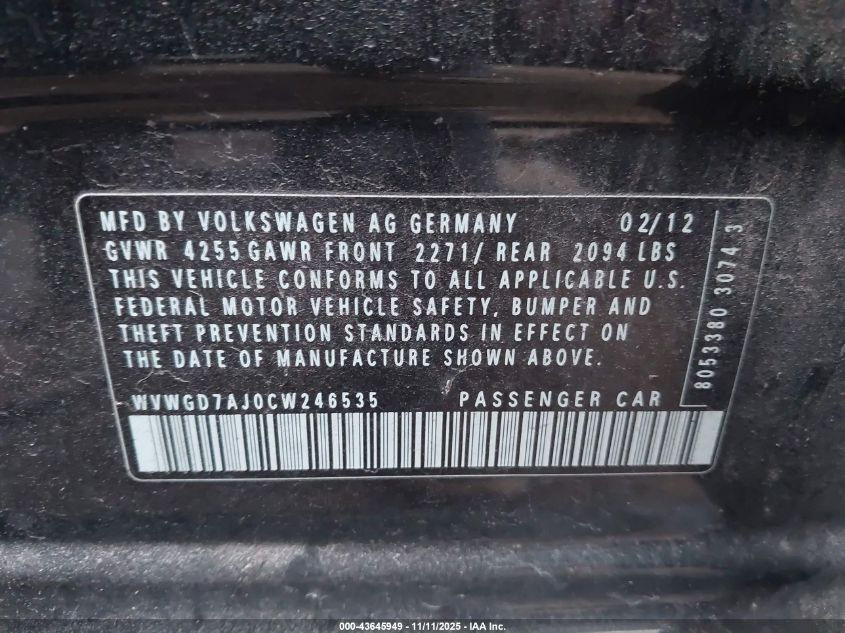 MFD BY VOLKSWAGEN AG GERMANY 02/12
GVWR 4255 GAWR FRONT 2271/ REAR 2094 LBS
THIS VEHICLE CONFORMS TO ALL APPLICABLE U.S.
FEDERAL MOTOR VEHICLE SAFETY, BUMPER AND
THEFT PREVENTION STANDARDS IN EFFECT ON
THE DATE OF MANUFACTURE SHOWN ABOVE.
WVWGD7AJ0CW246535 PASSENGER CAR
8053380 3074 3
000-43645949 - 11/11/2025 - IAA Inc.